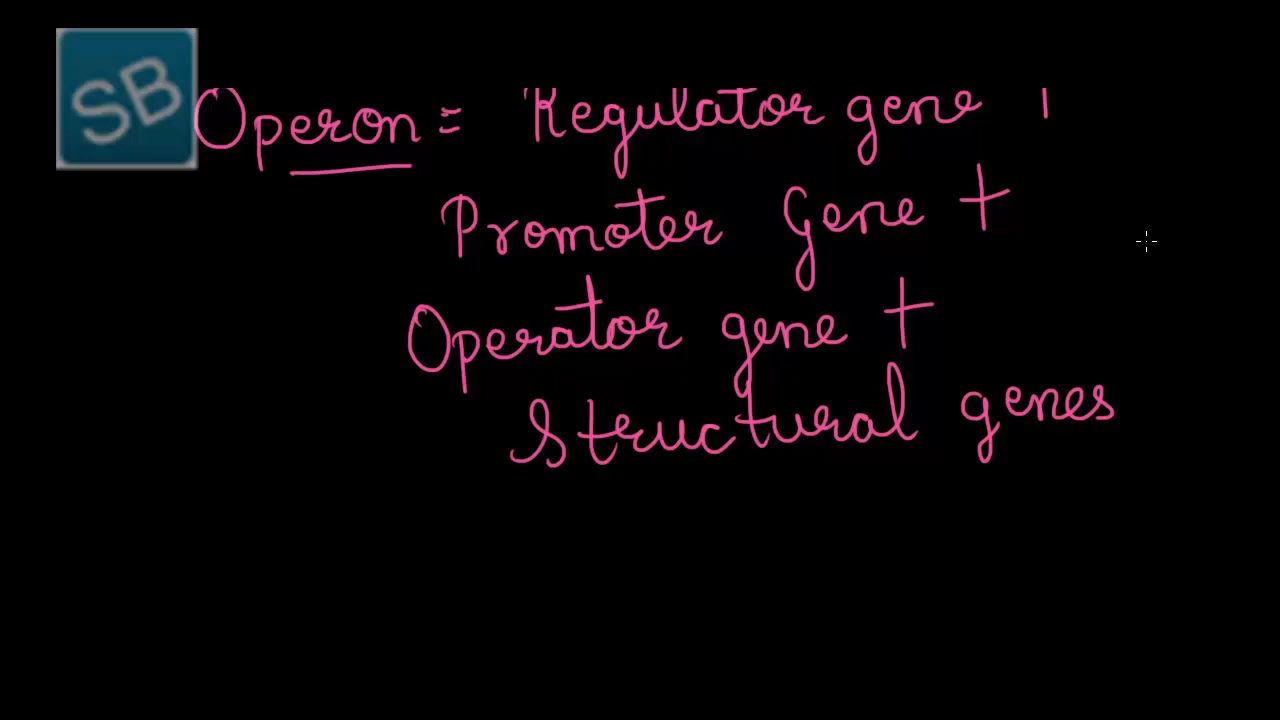 SB
Operon = Regulator gene +
Promoter Gene +
Operator gene +
Structural genes